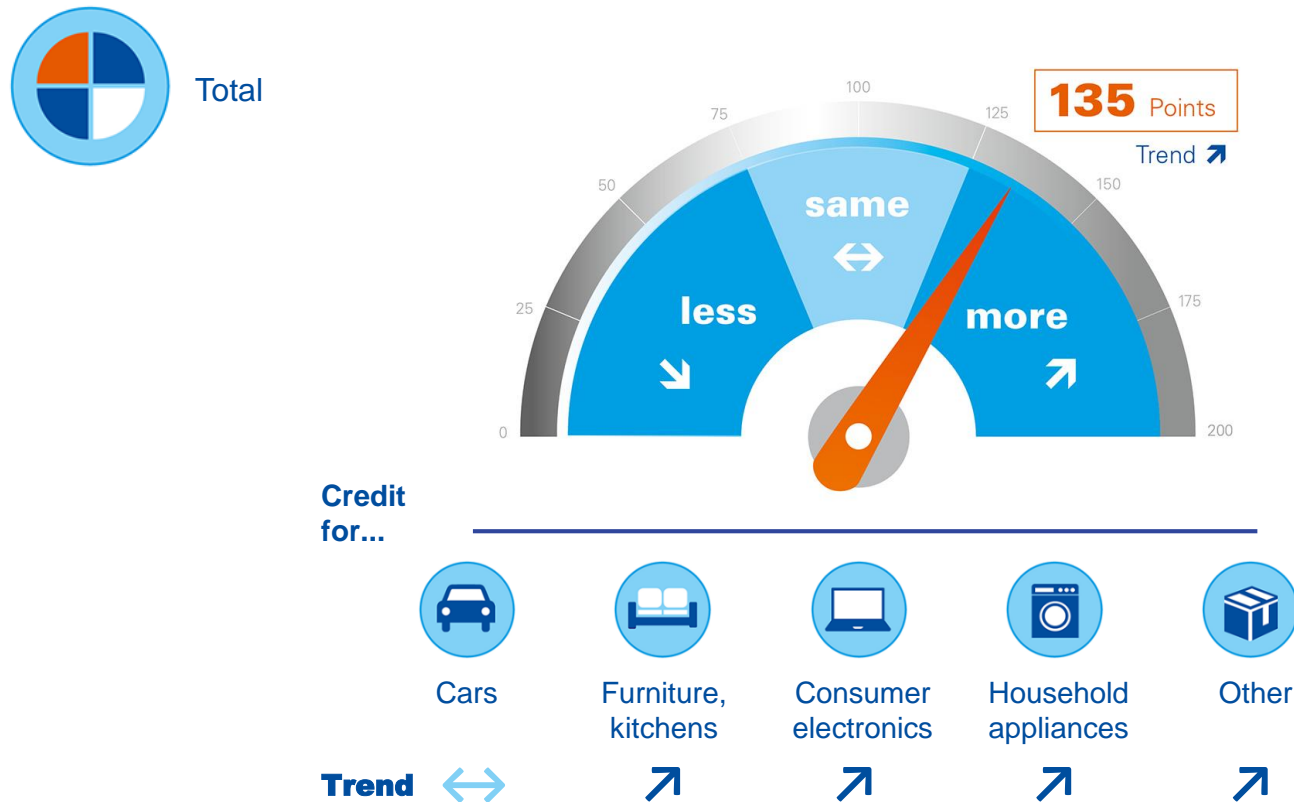 Total
135 Points
Trend
0
25
50
75
100
125
150
175
200
less
same
more
Credit
for...
Cars
Furniture,
kitchens
Consumer
electronics
Household
appliances
Other
Trend